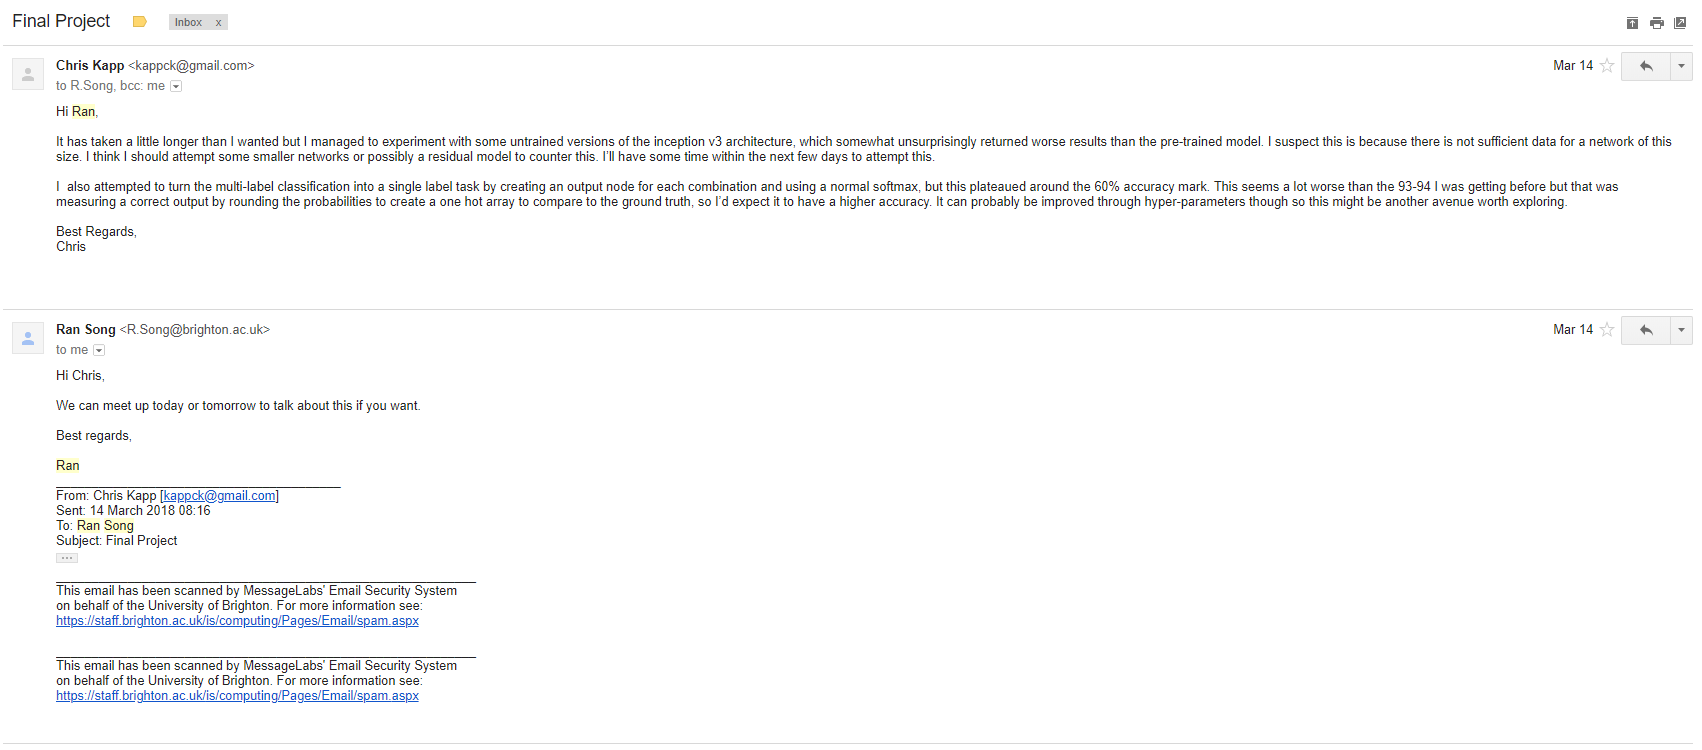 Final Project
Inbox x
Chris Kapp <kappck@gmail.com>
Mar 14
to R.Song, bcc: me
Hi Ran,
It has taken a little longer than I wanted but I managed to experiment with some untrained versions of the inception v3 architecture, which somewhat unsurprisingly returned worse results than the pre-trained model. I suspect this is because there is not sufficient data for a network of this
size. I think I should attempt some smaller networks or possibly a residual model to counter this. I'll have some time within the next few days to attempt this.
I also attempted to turn the multi-label classification into a single label task by creating an output node for each combination and using a normal softmax, but this plateaued around the 60% accuracy mark. This seems a lot worse than the 93-94 I was getting before but that was
measuring a correct output by rounding the probabilities to create a one hot array to compare to the ground truth, so I'd expect it to have a higher accuracy. It can probably be improved through hyper-parameters though so this might be another avenue worth exploring.
Best Regards,
Chris
Ran Song <R.Song@brighton.ac.uk>
Mar 14
to me
Hi Chris,
We can meet up today or tomorrow to talk about this if you want.
Best regards,
Ran
From: Chris Kapp [kappck@gmail.com]
Sent: 14 March 2018 08:16
To: Ran Song
Subject: Final Project
This email has been scanned by MessageLabs' Email Security System
on behalf of the University of Brighton. For more information see:
https://staff.brighton.ac.uk/is/computing/Pages/Email/spam.aspx
This email has been scanned by MessageLabs' Email Security System
on behalf of the University of Brighton. For more information see:
https://staff.brighton.ac.uk/is/computing/Pages/Email/spam.aspx